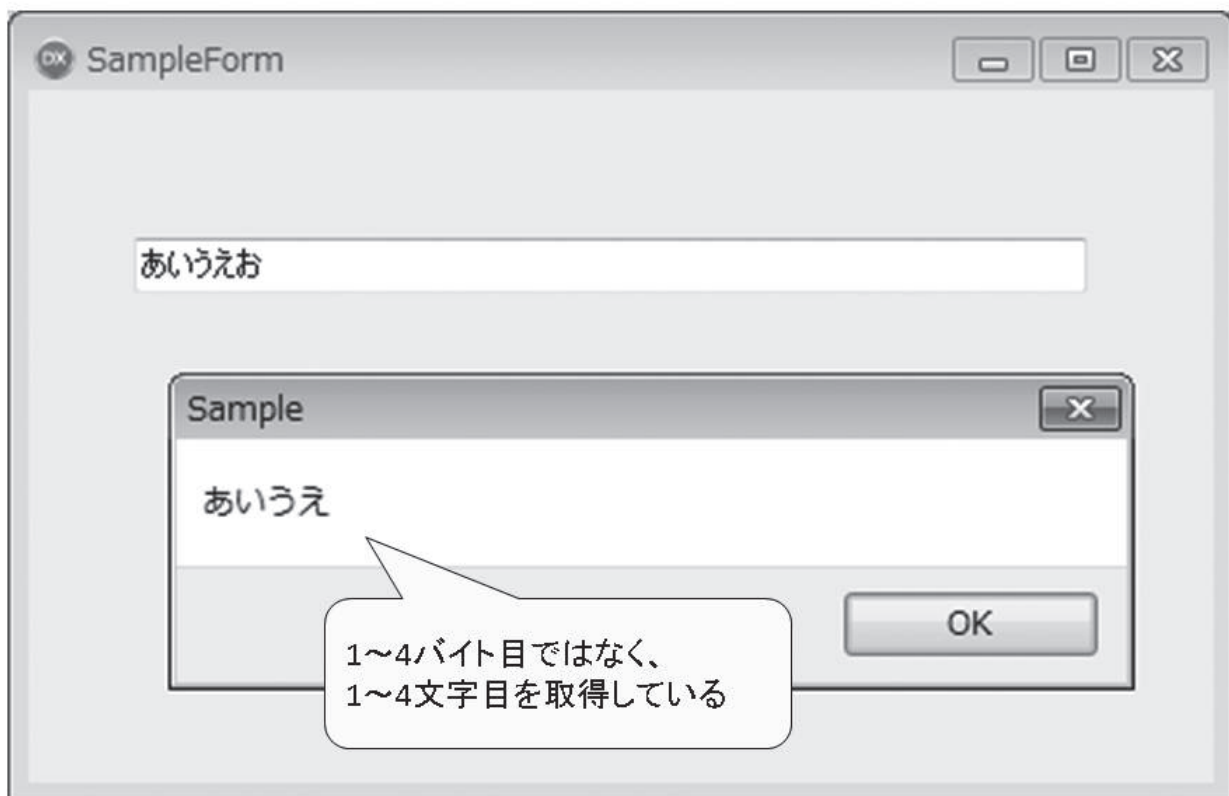 DX SampleForm
あいうえお
Sample
あいうえ
1～4バイト目ではなく、
1～4文字目を取得している
OK